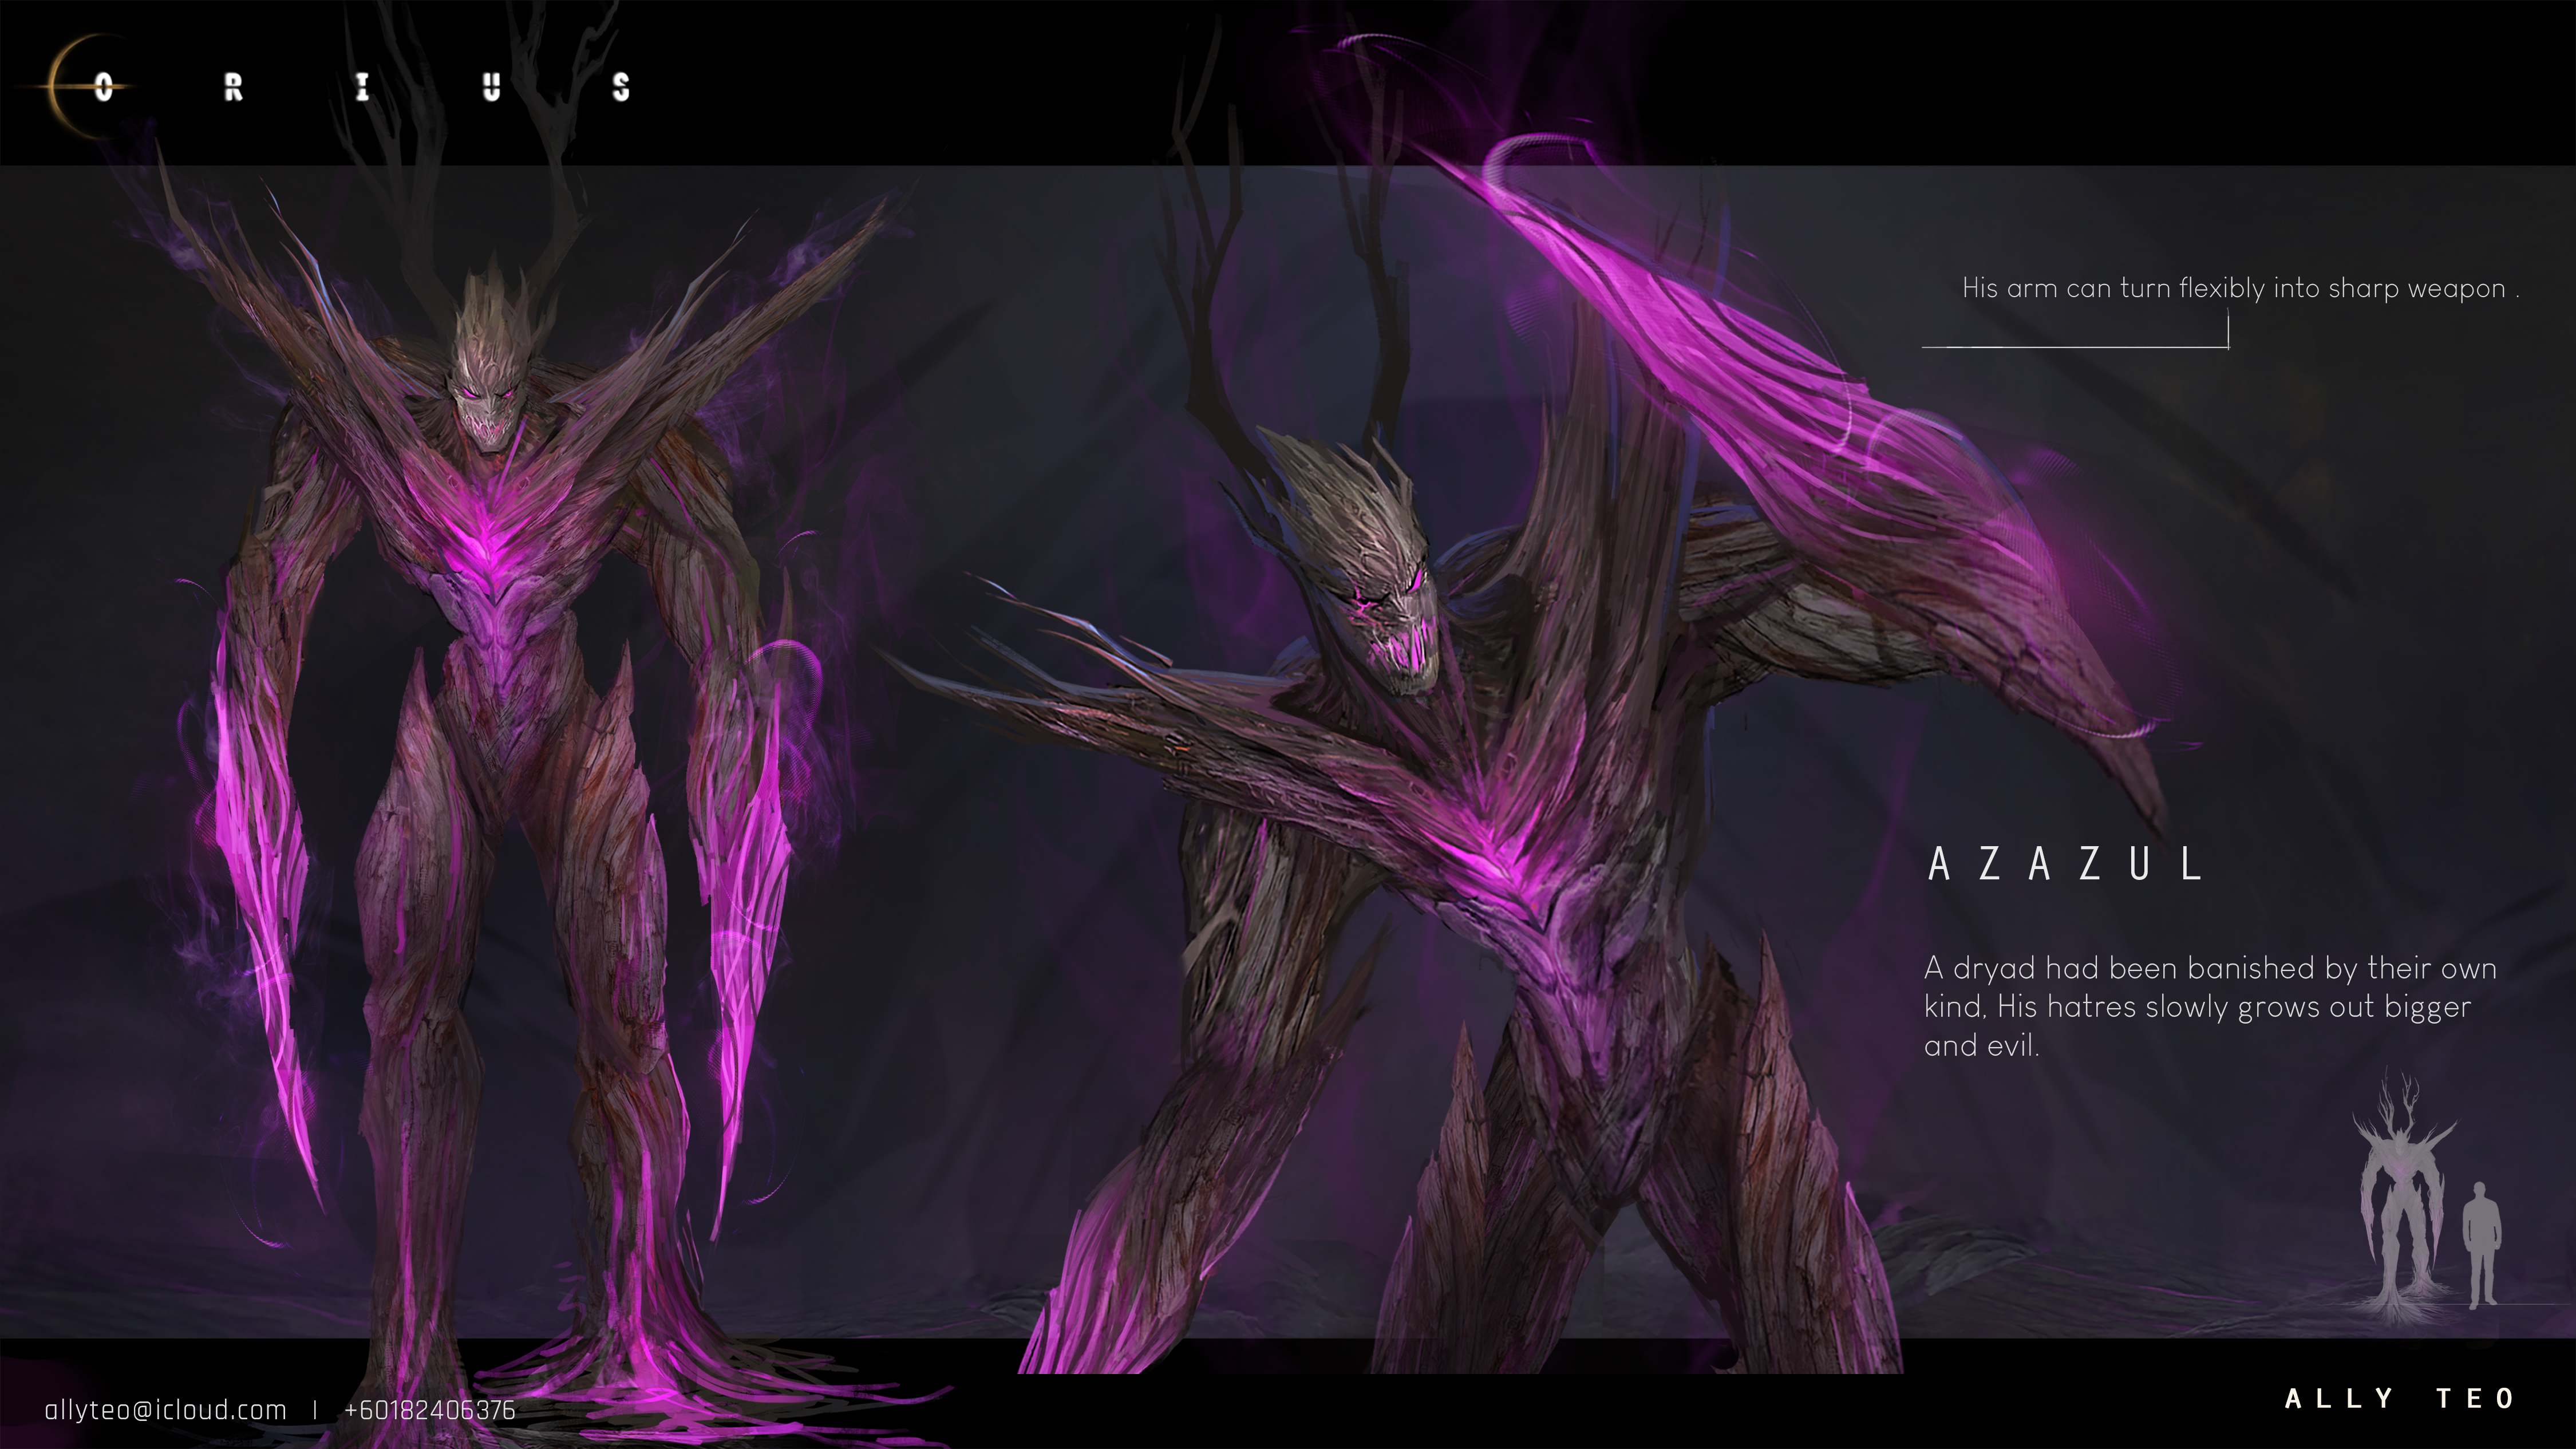 O R I U S
His arm can turn flexibly into sharp weapon .
AZAZUL
A dryad had been banished by their own
kind, His hatres slowly grows out bigger
and evil.
allyteo@icloud.com | +60182406376
ALLY TEO